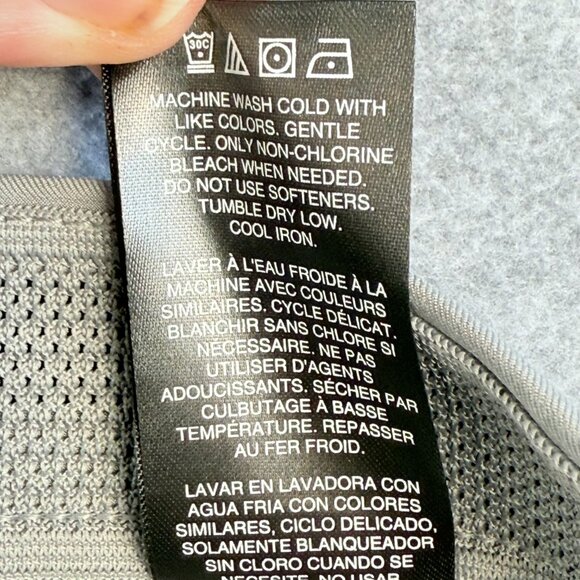 30C
MACHINE WASH COLD WITH
LIKE COLORS. GENTLE
CYCLE. ONLY NON-CHLORINE
BLEACH WHEN NEEDED.
DO NOT USE SOFTENERS.
TUMBLE DRY LOW.
COOL IRON.
LAVER À L'EAU FROIDE À LA
MACHINE AVEC COULEURS
SIMILAIRES. CYCLE DÉLICAT.
BLANCHIR SANS CHLORE SI
NÉCESSAIRE. NE PAS
UTILISER D'AGENTS
ADOUCISSANTS. SÉCHER PAR
CULBUTAGE À BASSE
TEMPÉRATURE. REPASSER
AU FER FROID.
LAVAR EN LAVADORA CON
AGUA FRIA CON COLORES
SIMILARES, CICLO DELICADO.
SOLAMENTE BLANQUEADOR
SIN CLORO CUANDO SE
NECESITE. NO USAR